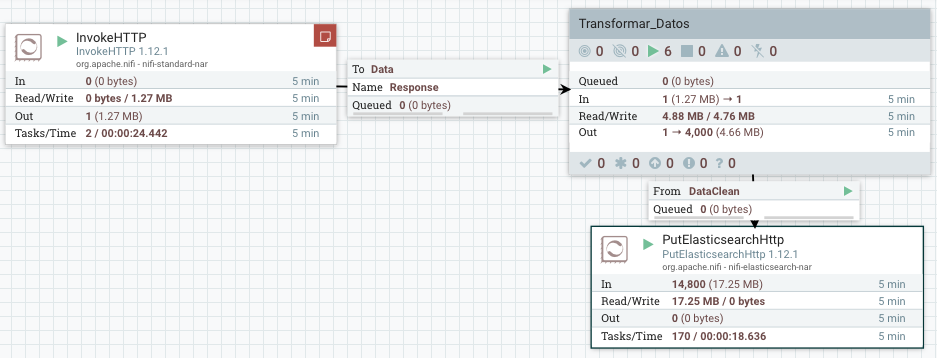 InvokeHTTP
InvokeHTTP 1.12.1
org.apache.nifi - nifi-standard-nar
In 0 (0 bytes) 5 min
Read/Write 0 bytes / 1.27 MB 5 min
Out 1 (1.27 MB) 5 min
Tasks/Time 2 / 00:00:24.442 5 min
To Data
Name Response
Queued 0 (0 bytes)
Transformar_Datos
0 0 6 0 0 0
Queued 0 (0 bytes)
In 1 (1.27 MB) → 1 5 min
Read/Write 4.88 MB / 4.76 MB 5 min
Out 1 → 4,000 (4.66 MB) 5 min
0 0 0 0 ? 0
From DataClean
Queued 0 (0 bytes)
PutElasticsearchHttp
PutElasticsearchHttp 1.12.1
org.apache.nifi - nifi-elasticsearch-nar
In 14,800 (17.25 MB) 5 min
Read/Write 17.25 MB / 0 bytes 5 min
Out 0 (0 bytes) 5 min
Tasks/Time 170 / 00:00:18.636 5 min